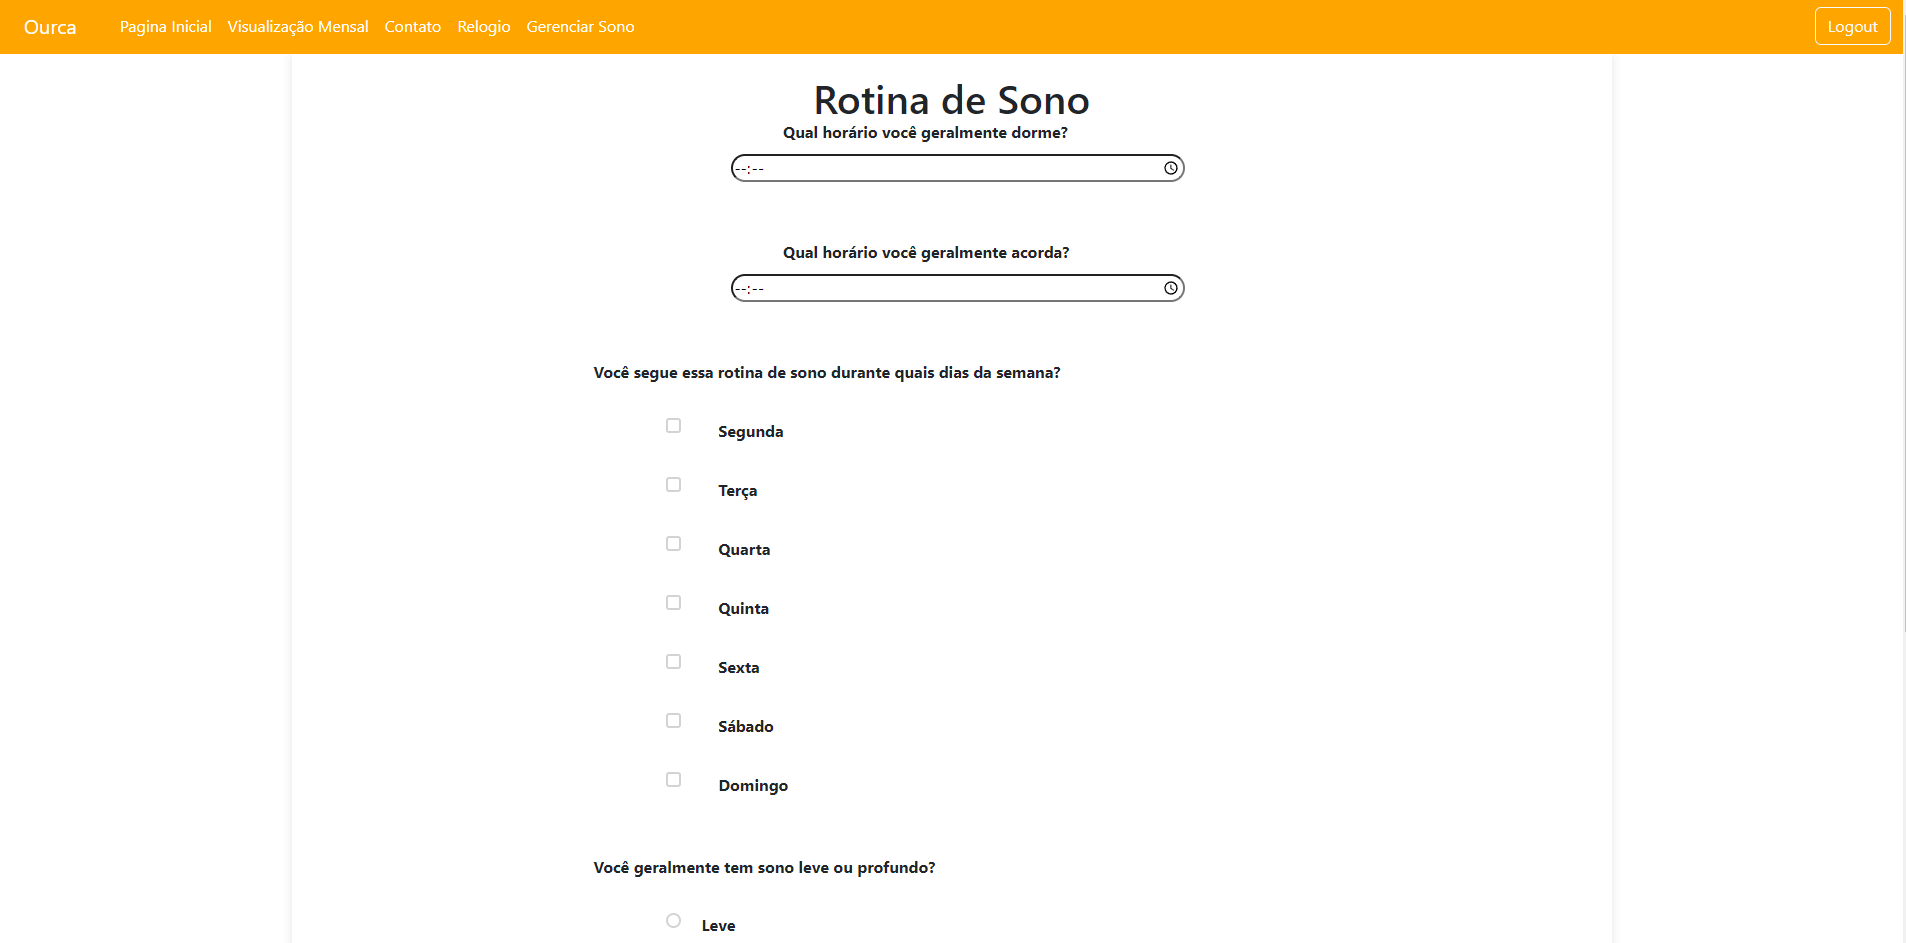 Ourca Pagina Inicial Visualização Mensal Contato Relogio Gerenciar Sono Logout
Rotina de Sono
Qual horário você geralmente dorme?
--:--
Qual horário você geralmente acorda?
--:--
Você segue essa rotina de sono durante quais dias da semana?
Segunda
Terça
Quarta
Quinta
Sexta
Sábado
Domingo
Você geralmente tem sono leve ou profundo?
Leve